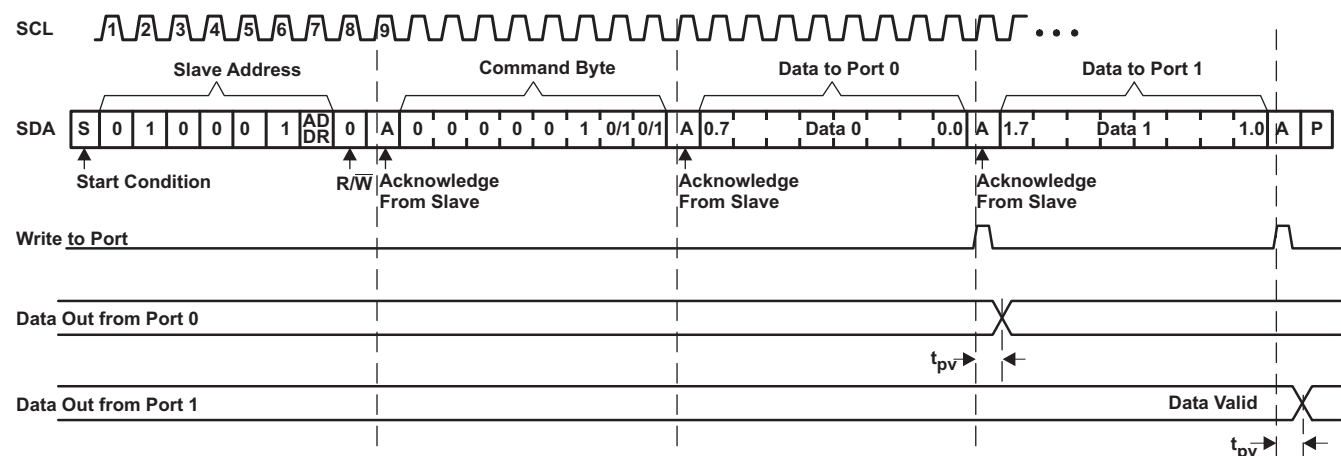 SCL 1 2 3 4 5 6 7 8 9
Slave Address Command Byte Data to Port 0 Data to Port 1
SDA S 0 1 0 0 0 1 AD DR 0 A 0 0 0 0 0 1 0/1 0/1 A 0.7 Data 0 0.0 A 1.7 Data 1 1.0 A P
Start Condition R/W Acknowledge From Slave Acknowledge From Slave Acknowledge From Slave
Write to Port
Data Out from Port 0
tpv
Data Out from Port 1 Data Valid
tpv